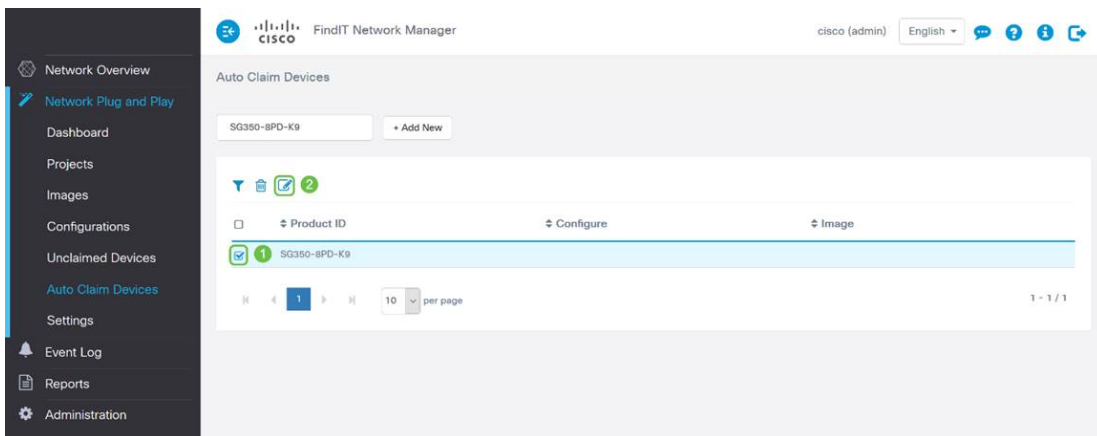 CISCO FindIT Network Manager cisco (admin) English
Network Overview
Network Plug and Play
Dashboard
Projects
Images
Configurations
Unclaimed Devices
Auto Claim Devices
Settings
Event Log
Reports
Administration
Auto Claim Devices
SG350-8PD-K9 + Add New
2
Product ID Configure Image
1 SG350-8PD-K9
1 10 per page 1 - 1 / 1